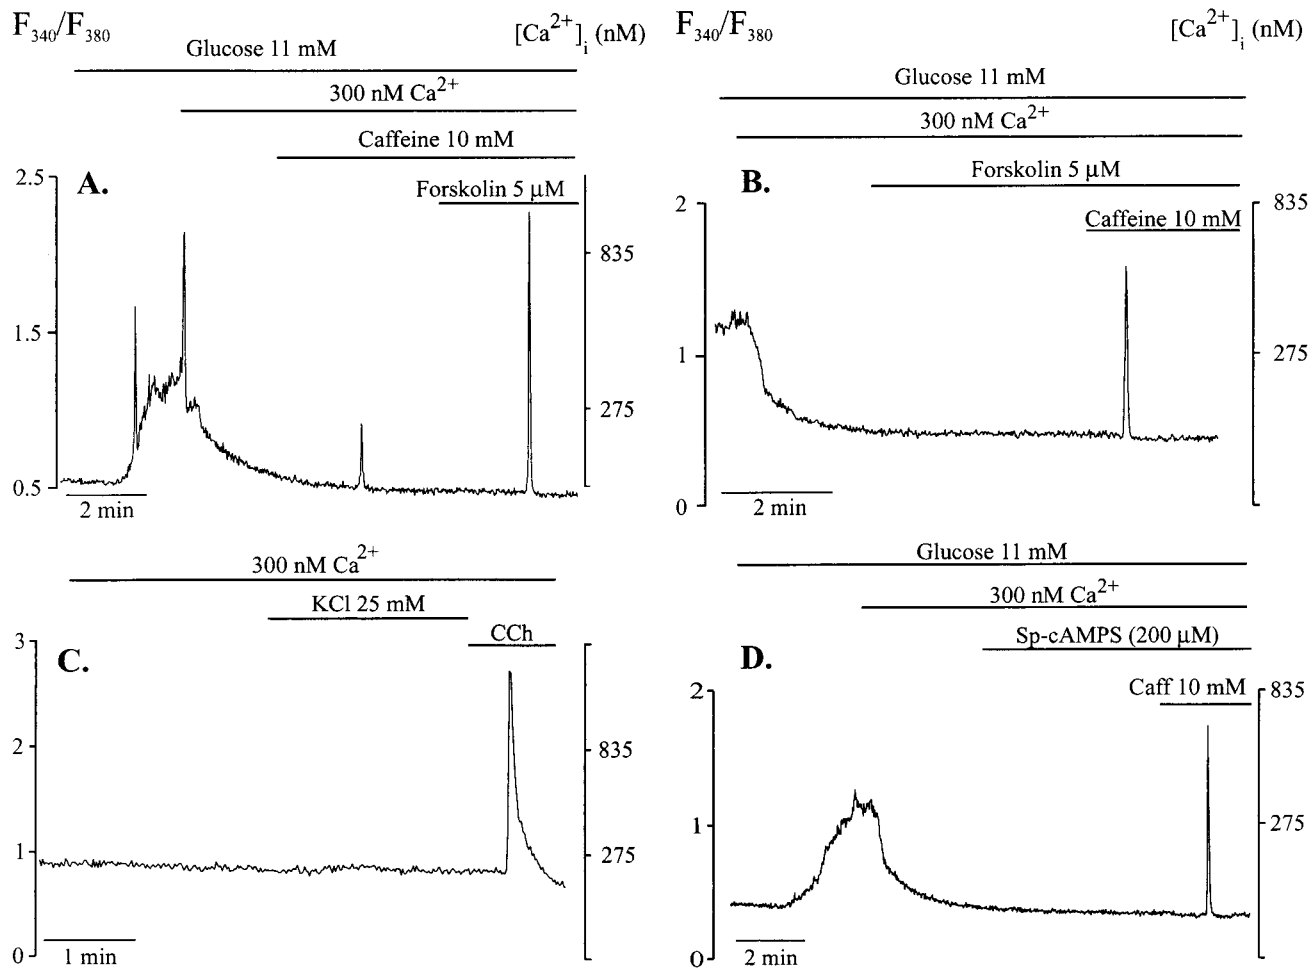 F340/F380
[Ca2+]i (nM)
Glucose 11 mM
300 nM Ca2+
Caffeine 10 mM
Forskolin 5 μM
A.
2.5
1.5
0.5
835
275
2 min
F340/F380
[Ca2+]i (nM)
Glucose 11 mM
300 nM Ca2+
Forskolin 5 μM
Caffeine 10 mM
B.
2
1
0
835
275
2 min
300 nM Ca2+
KCl 25 mM
CCh
C.
3
2
1
0
835
275
1 min
Glucose 11 mM
300 nM Ca2+
Sp-cAMPS (200 μM)
Caff 10 mM
D.
2
1
0
835
275
2 min